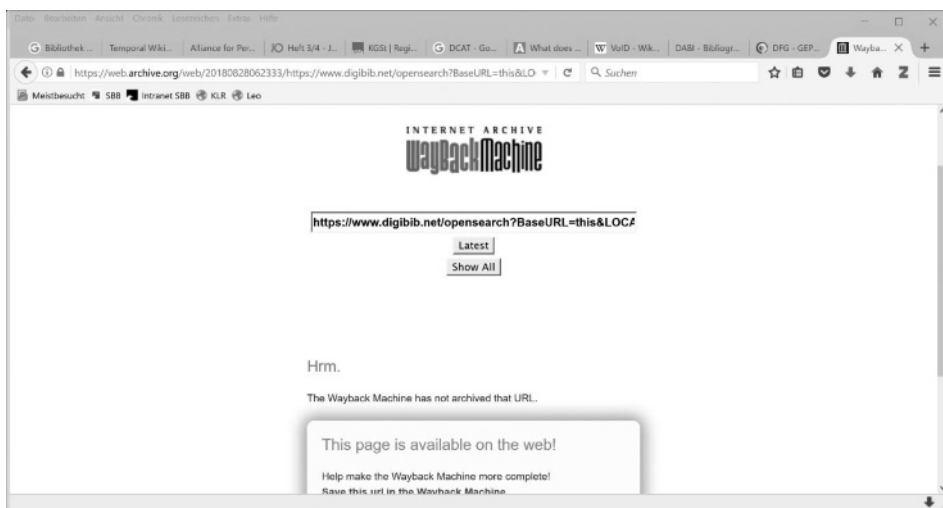 Datei Bearbeiten Ansicht Chronik Lesezeichen Extras Hilfe
Bibliothek ... Temporal Wiki... Alliance for Per... JO Heft 3/4 - J... KGSt | Regi... DCAT - Go... What does ... VoID - Wik... DABI - Bibliogr... DFG - GEP... Wayba...
https://web.archive.org/web/20180828062333/https://www.digibib.net/opensearch?BaseURL=this&LO Suchen
Meistbesucht SBB Intranet SBB KLR Leo
INTERNET ARCHIVE
WayBackMachine
https://www.digibib.net/opensearch?BaseURL=this&LOCA
Latest
Show All
Hrm.
The Wayback Machine has not archived that URL.
This page is available on the web!
Help make the Wayback Machine more complete!
Save this url in the Wayback Machine